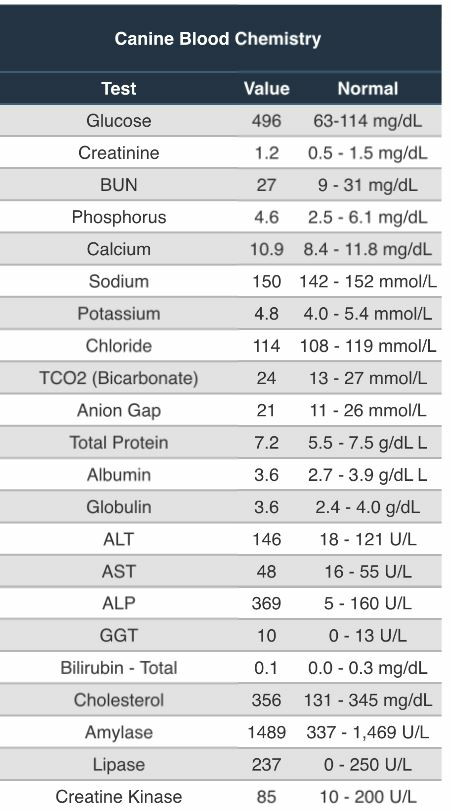 Canine Blood Chemistry
Test Value Normal
Glucose 496 63-114 mg/dL
Creatinine 1.2 0.5 - 1.5 mg/dL
BUN 27 9 - 31 mg/dL
Phosphorus 4.6 2.5 - 6.1 mg/dL
Calcium 10.9 8.4 - 11.8 mg/dL
Sodium 150 142 - 152 mmol/L
Potassium 4.8 4.0 - 5.4 mmol/L
Chloride 114 108 - 119 mmol/L
TCO2 (Bicarbonate) 24 13 - 27 mmol/L
Anion Gap 21 11 - 26 mmol/L
Total Protein 7.2 5.5 - 7.5 g/dL L
Albumin 3.6 2.7 - 3.9 g/dL L
Globulin 3.6 2.4 - 4.0 g/dL
ALT 146 18 - 121 U/L
AST 48 16 - 55 U/L
ALP 369 5 - 160 U/L
GGT 10 0 - 13 U/L
Bilirubin - Total 0.1 0.0 - 0.3 mg/dL
Cholesterol 356 131 - 345 mg/dL
Amylase 1489 337 - 1,469 U/L
Lipase 237 0 - 250 U/L
Creatine Kinase 85 10 - 200 U/L